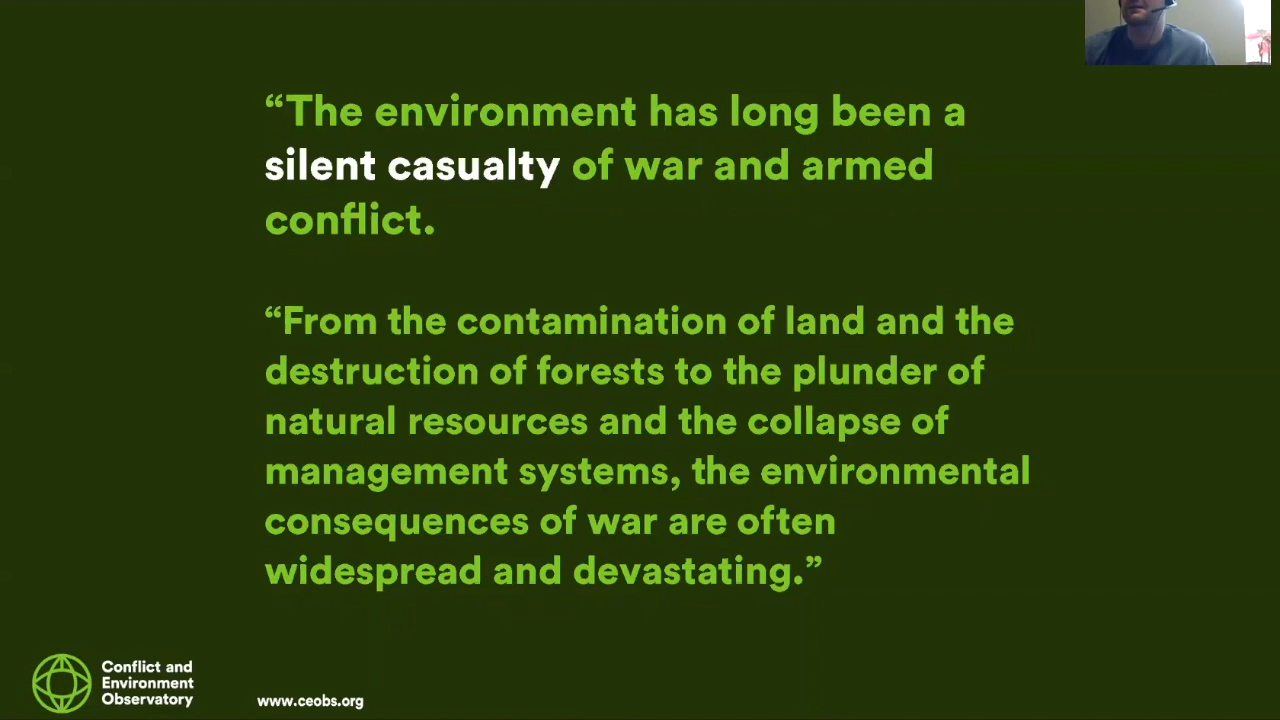 “The environment has long been a
silent casualty of war and armed
conflict.
“From the contamination of land and the
destruction of forests to the plunder of
natural resources and the collapse of
management systems, the environmental
consequences of war are often
widespread and devastating.”
Conflict and
Environment
Observatory
www.ceobs.org